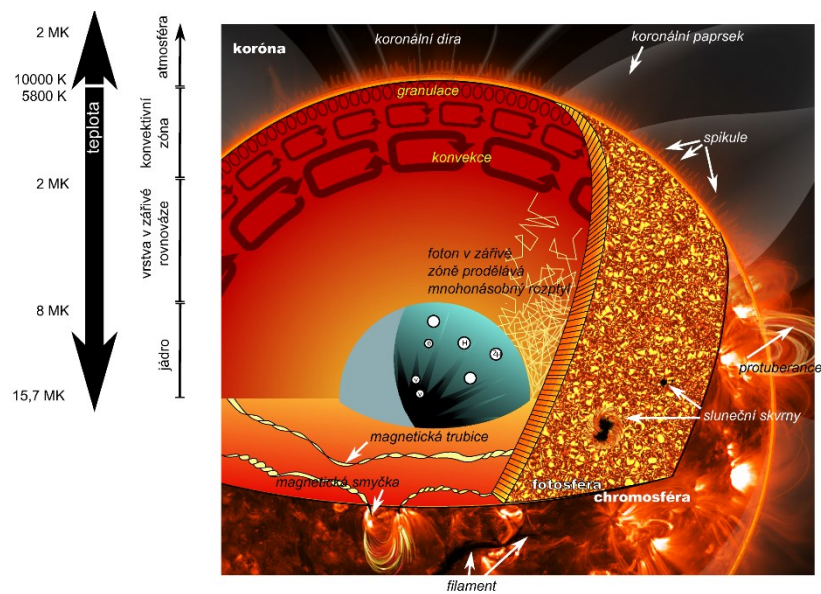 2 MK
10000 K
5800 K
2 MK
8 MK
15,7 MK
teplota
atmosféra
konvektivní
zóna
vrstva v zářivé
rovnováze
jádro
koróna
koronální díra
koronální paprsek
granulace
konvekce
spikule
foton v zářivé
zóně prodělává
mnohonásobný rozptyl
H
protuberance
sluneční skvrny
magnetická trubice
magnetická smyčka
fotosféra
chromosféra
filament